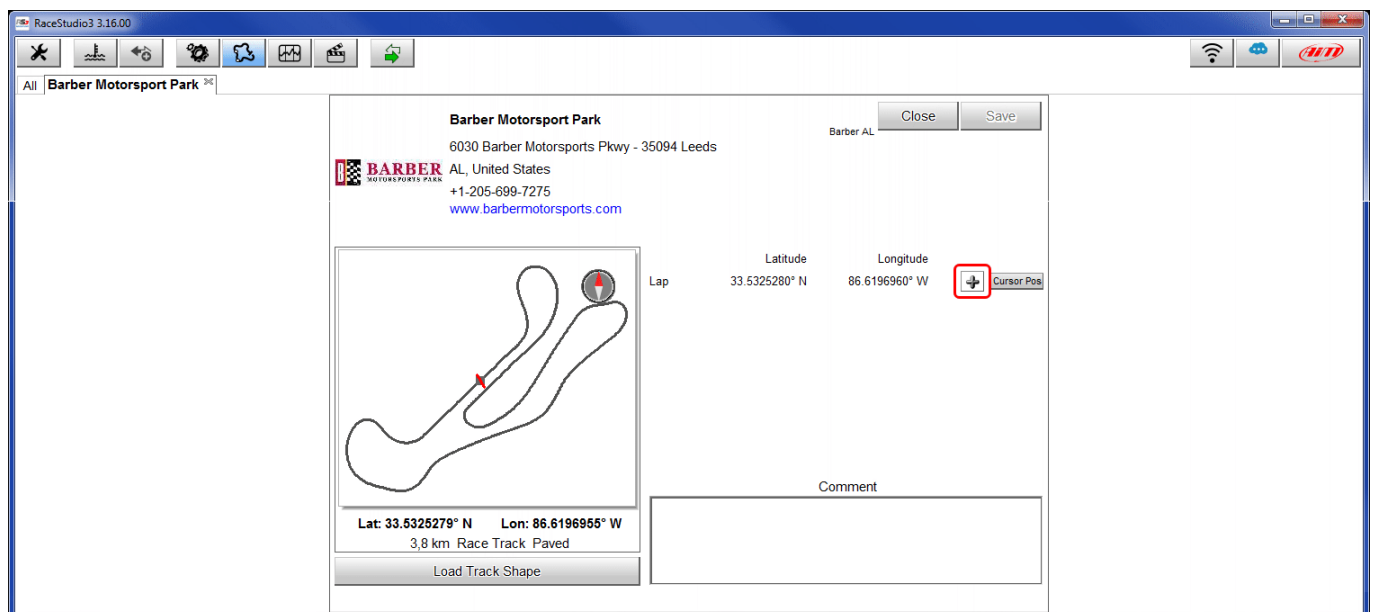 RaceStudio3 3.16.00
AiM
All Barber Motorsport Park
Close Save
Barber Motorsport Park
Barber AL
6030 Barber Motorsports Pkwy - 35094 Leeds
BARBER
MOTORSPORTS PARK
AL, United States
+1-205-699-7275
www.barbermotorsports.com
Latitude Longitude
Lap 33.5325280° N 86.6196960° W Cursor Pos
Comment
Lat: 33.5325279° N Lon: 86.6196955° W
3,8 km Race Track Paved
Load Track Shape